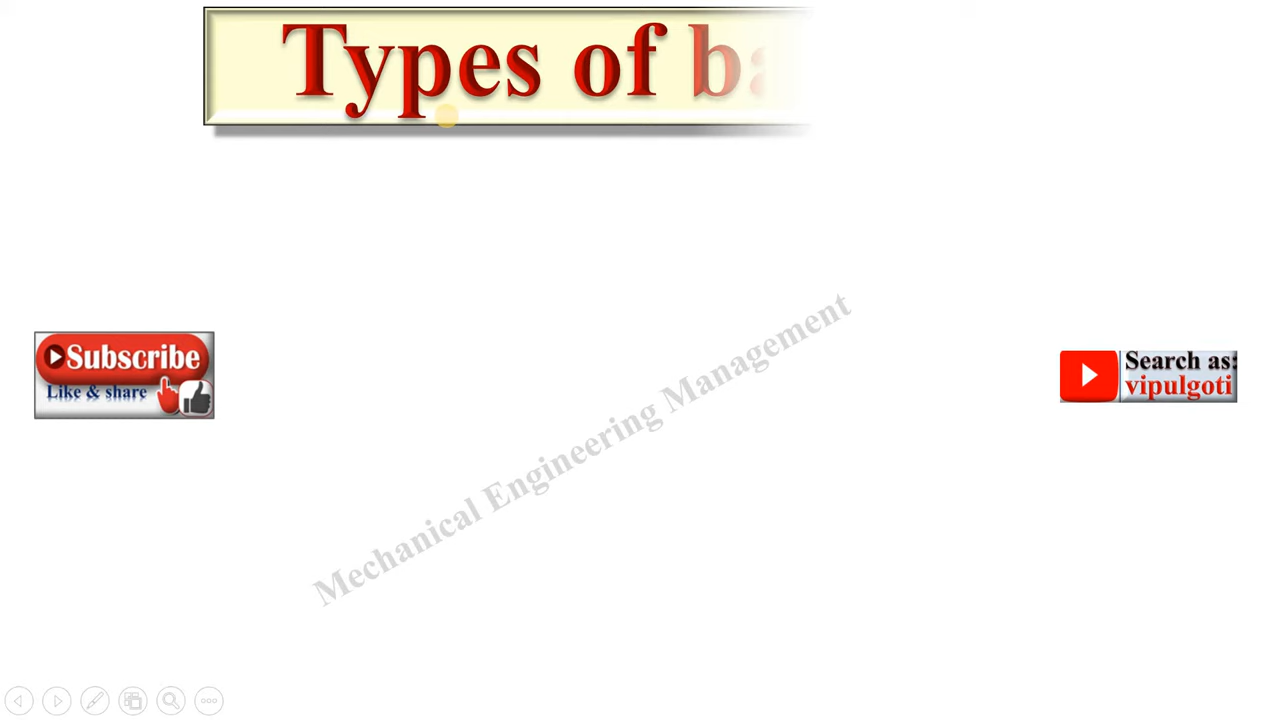 Types of
Subscribe
Like & share
Search as:
vipulgoti
Mechanical Engineering Management